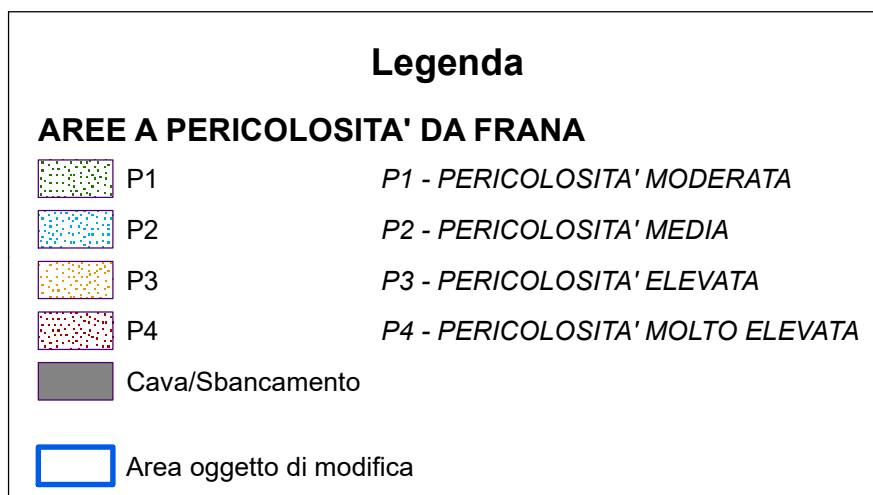 Legenda
AREE A PERICOLOSITA' DA FRANA
P1 P1 - PERICOLOSITA' MODERATA
P2 P2 - PERICOLOSITA' MEDIA
P3 P3 - PERICOLOSITA' ELEVATA
P4 P4 - PERICOLOSITA' MOLTO ELEVATA
Cava/Sbancamento
Area oggetto di modifica